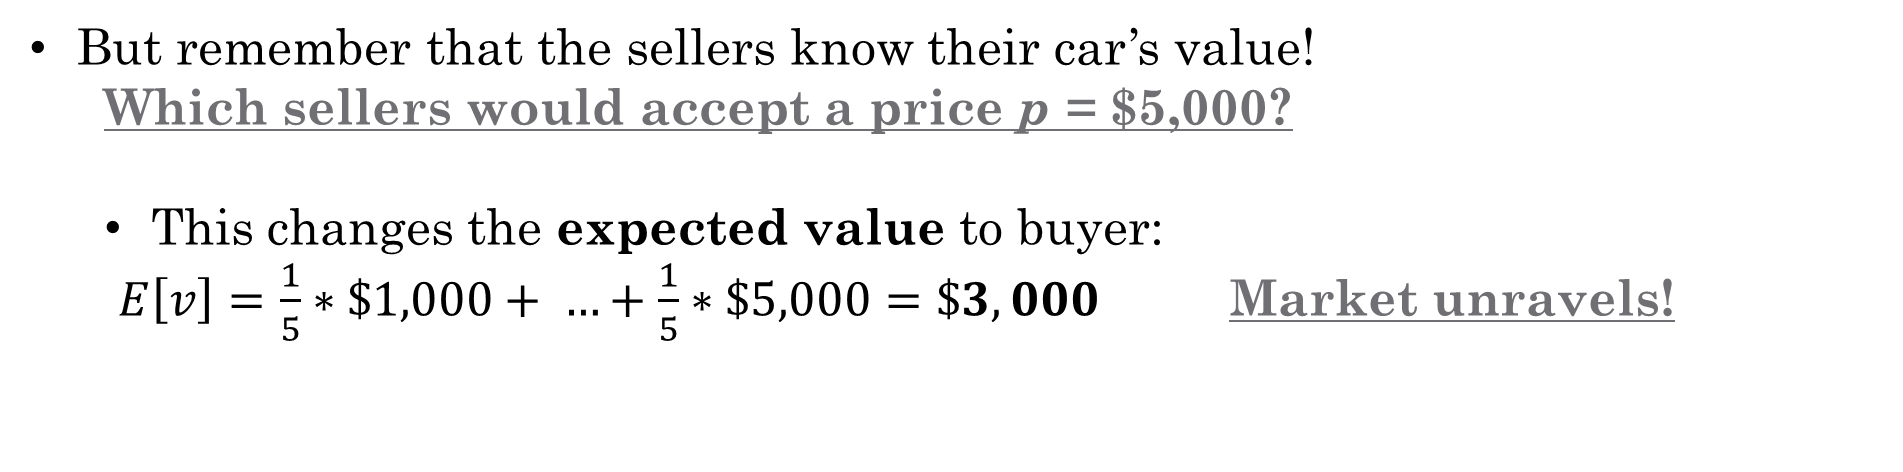 • But remember that the sellers know their car’s value!
Which sellers would accept a price p = $5,000?
• This changes the expected value to buyer:
E[v] = 1/5 * $1,000 + … + 1/5 * $5,000 = $3,000 Market unravels!